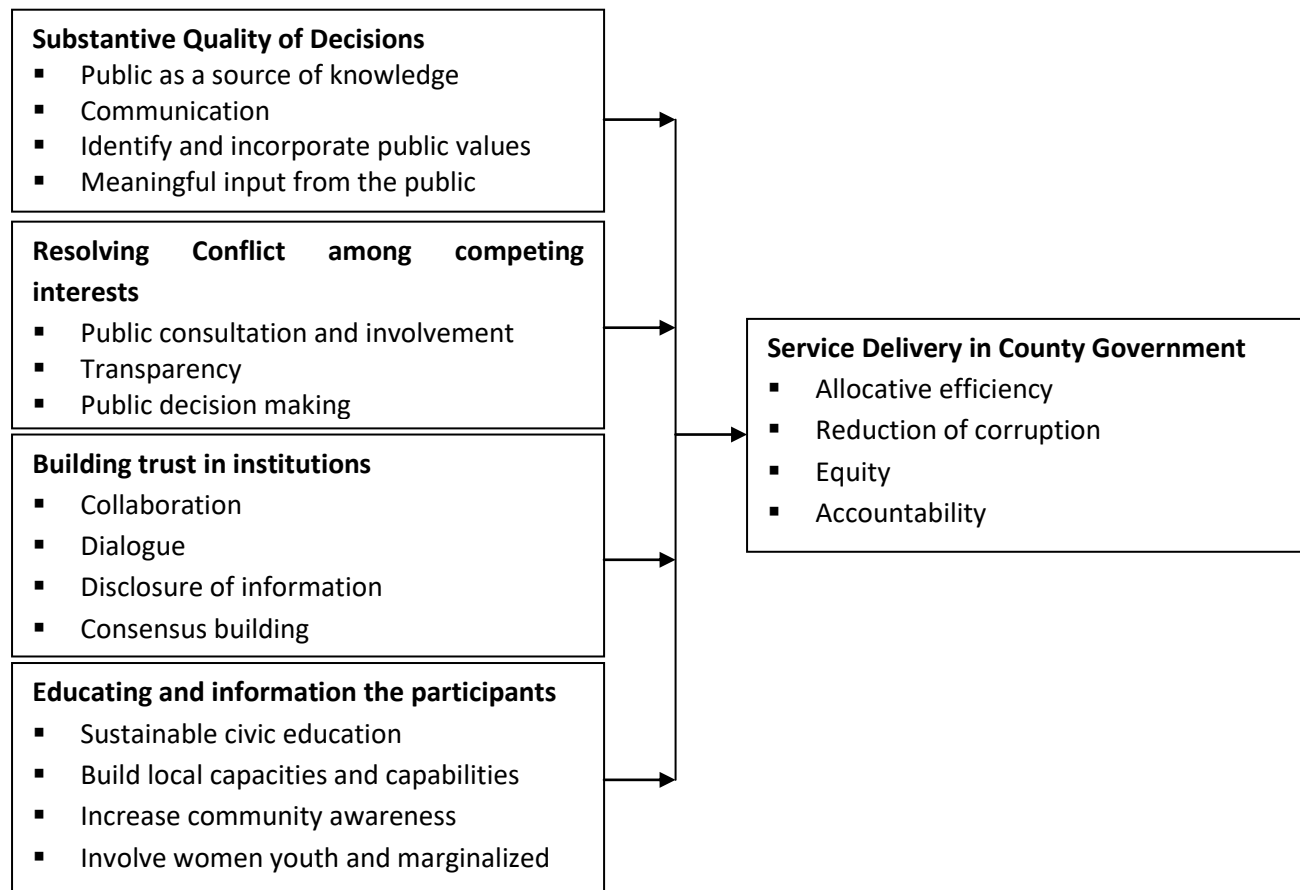 Substantive Quality of Decisions
▪ Public as a source of knowledge
▪ Communication
▪ Identify and incorporate public values
▪ Meaningful input from the public
Resolving Conflict among competing
interests
▪ Public consultation and involvement
▪ Transparency
▪ Public decision making
Building trust in institutions
▪ Collaboration
▪ Dialogue
▪ Disclosure of information
▪ Consensus building
Educating and information the participants
▪ Sustainable civic education
▪ Build local capacities and capabilities
▪ Increase community awareness
▪ Involve women youth and marginalized
Service Delivery in County Government
▪ Allocative efficiency
▪ Reduction of corruption
▪ Equity
▪ Accountability